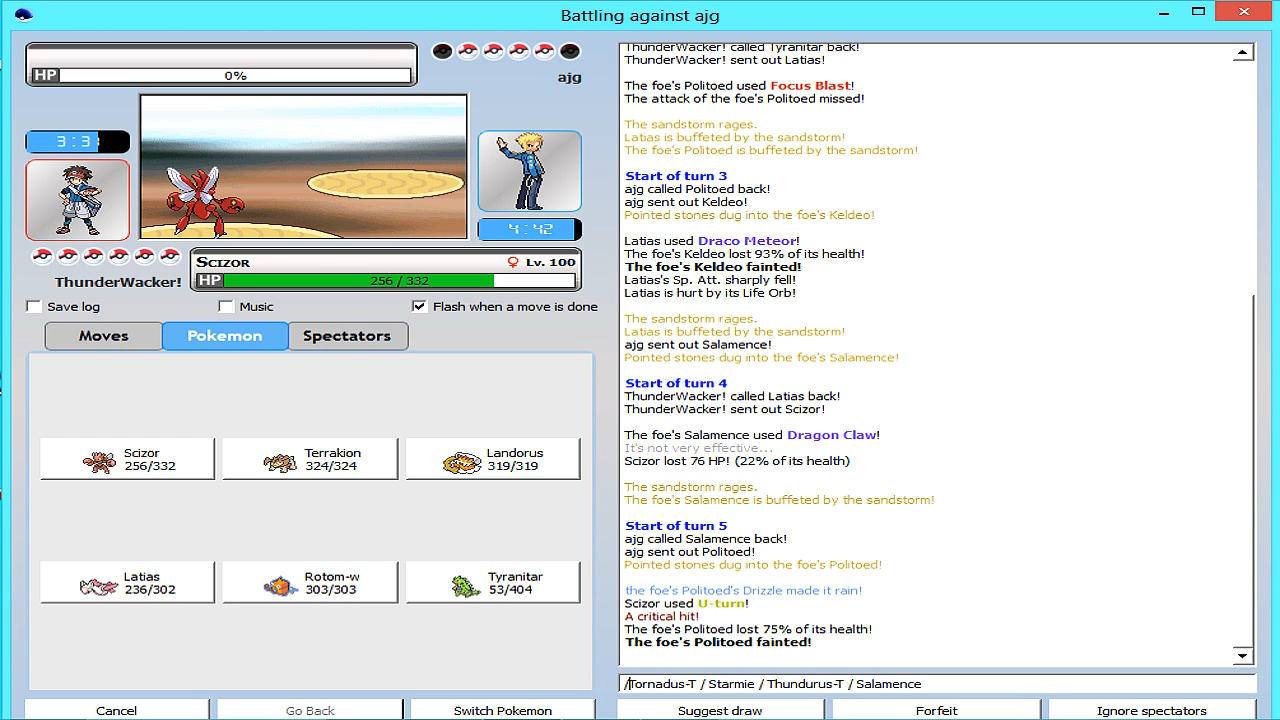 Battling against ajg
HP 0%
ajg
3:3
4:42
ThunderWacker!
SCIZOR ♀ Lv. 100
HP 256 / 332
Save log
Music
Flash when a move is done
Moves
Pokemon
Spectators
Scizor
256/332
Terrakion
324/324
Landorus
319/319
Latias
236/302
Rotom-w
303/303
Tyranitar
53/404
Cancel
Go Back
Switch Pokemon
ThunderWacker! called Tyranitar back!
ThunderWacker! sent out Latias!
The foe's Politoed used Focus Blast!
The attack of the foe's Politoed missed!
The sandstorm rages.
Latias is buffeted by the sandstorm!
The foe's Politoed is buffeted by the sandstorm!
Start of turn 3
ajg called Politoed back!
ajg sent out Keldeo!
Pointed stones dug into the foe's Keldeo!
Latias used Draco Meteor!
The foe's Keldeo lost 93% of its health!
The foe's Keldeo fainted!
Latias's Sp. Att. sharply fell!
Latias is hurt by its Life Orb!
The sandstorm rages.
Latias is buffeted by the sandstorm!
ajg sent out Salamence!
Pointed stones dug into the foe's Salamence!
Start of turn 4
ThunderWacker! called Latias back!
ThunderWacker! sent out Scizor!
The foe's Salamence used Dragon Claw!
It's not very effective...
Scizor lost 76 HP! (22% of its health)
The sandstorm rages.
The foe's Salamence is buffeted by the sandstorm!
Start of turn 5
ajg called Salamence back!
ajg sent out Politoed!
Pointed stones dug into the foe's Politoed!
the foe's Politoed's Drizzle made it rain!
Scizor used U-turn!
A critical hit!
The foe's Politoed lost 75% of its health!
The foe's Politoed fainted!
/Tornadus-T / Starmie / Thundurus-T / Salamence
Suggest draw
Forfeit
Ignore spectators